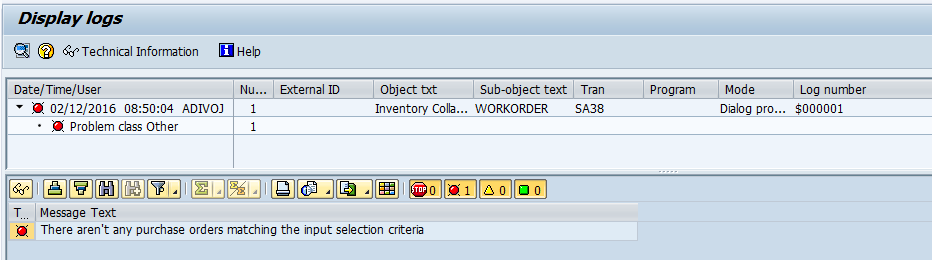 Display logs
Technical Information Help
Date/Time/User Nu... External ID Object txt Sub-object text Tran Program Mode Log number
02/12/2016 08:50:04 ADIVOJ 1 Inventory Colla... WORKORDER SA38 Dialog pro... $000001
Problem class Other 1
STOP 0 1 0 0
T... Message Text
There aren't any purchase orders matching the input selection criteria